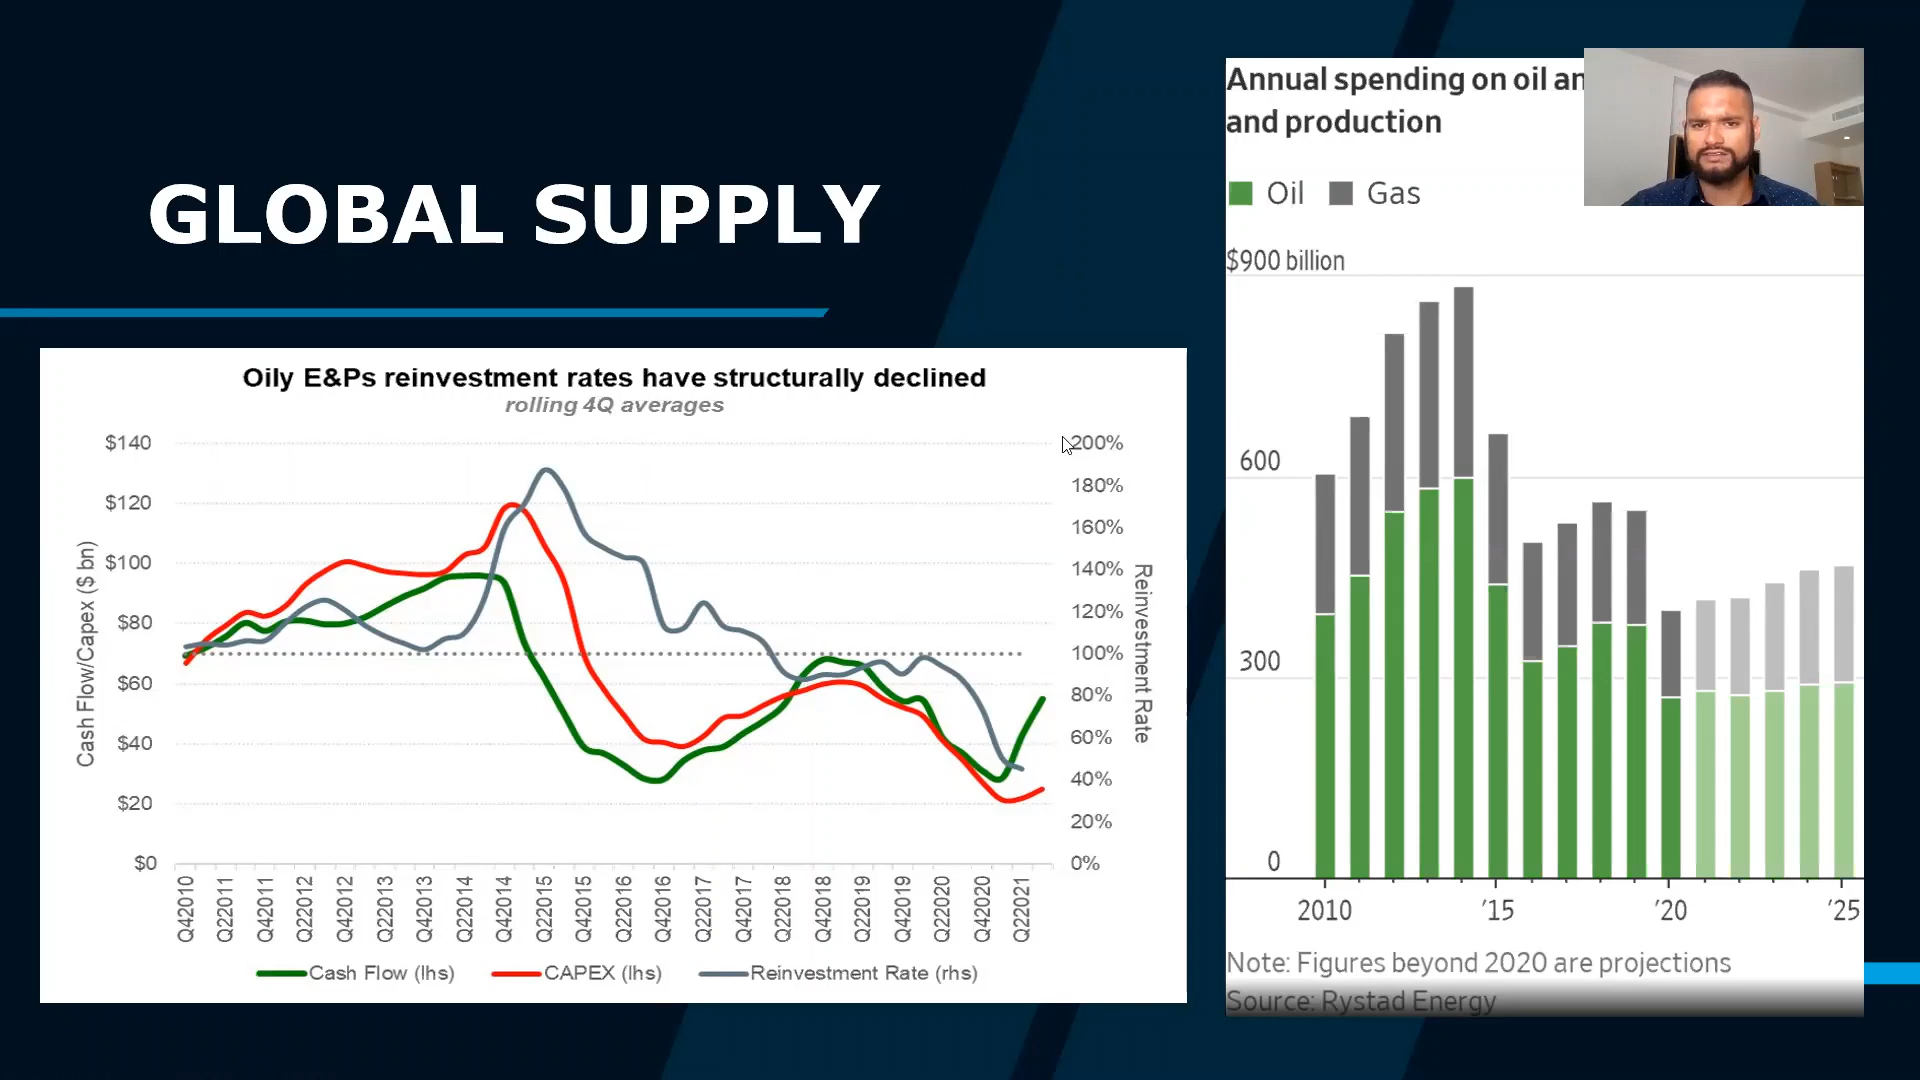 GLOBAL SUPPLY
Oily E&Ps reinvestment rates have structurally declined
rolling 4Q averages
Cash Flow/Capex ($ bn)
$140
$120
$100
$80
$60
$40
$20
$0
200%
180%
160%
140%
120%
100%
80%
60%
40%
20%
0%
Reinvestment Rate
Q42010
Q22011
Q42011
Q22012
Q42012
Q22013
Q42013
Q22014
Q42014
Q22015
Q42015
Q22016
Q42016
Q22017
Q42017
Q22018
Q42018
Q22019
Q42019
Q22020
Q42020
Q22021
Cash Flow (lhs) CAPEX (lhs) Reinvestment Rate (rhs)
Annual spending on oil
and production
Oil Gas
$900 billion
600
300
0
2010 ’15 ’20 ’25
Note: Figures beyond 2020 are projections
Source: Rystad Energy